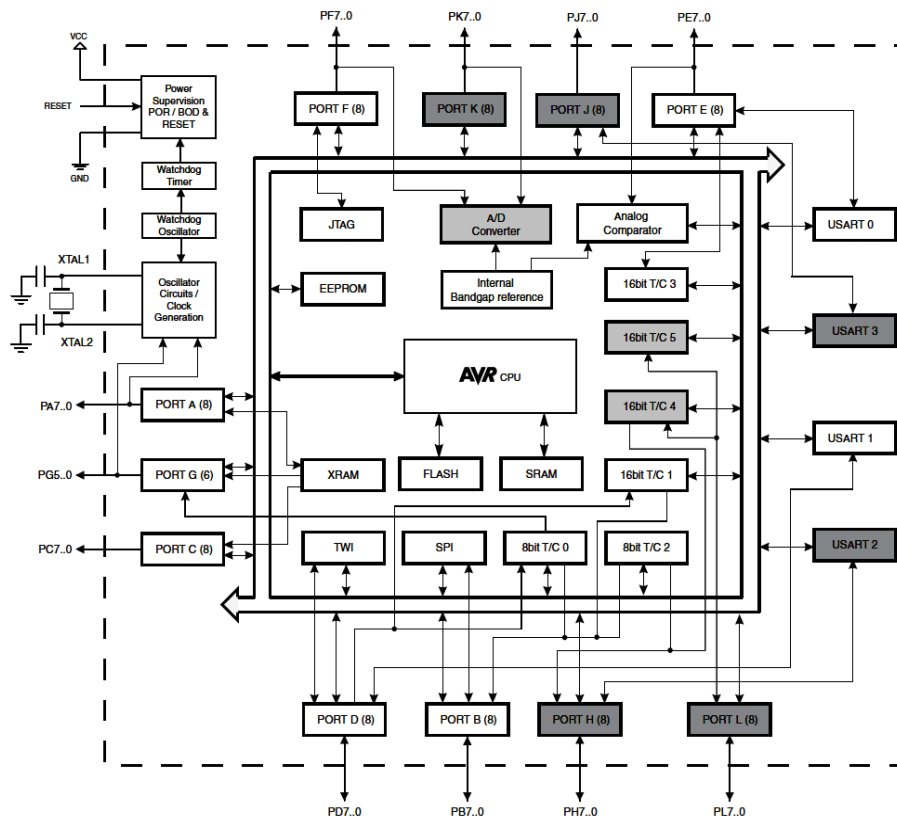 PF7..0
PK7..0
PJ7..0
PE7..0
VCC
RESET
GND
Power
Supervision
POR / BOD &
RESET
PORT F (8)
PORT K (8)
PORT J (8)
PORT E (8)
Watchdog
Timer
Watchdog
Oscillator
JTAG
A/D
Converter
Analog
Comparator
USART 0
XTAL1
XTAL2
Oscillator
Circuits /
Clock
Generation
EEPROM
Internal
Bandgap reference
16bit T/C 3
16bit T/C 5
USART 3
AVR CPU
PA7..0
PORT A (8)
16bit T/C 4
USART 1
PG5..0
PORT G (6)
XRAM
FLASH
SRAM
16bit T/C 1
PC7..0
PORT C (8)
TWI
SPI
8bit T/C 0
8bit T/C 2
USART 2
PORT D (8)
PORT B (8)
PORT H (8)
PORT L (8)
PD7..0
PB7..0
PH7..0
PL7..0